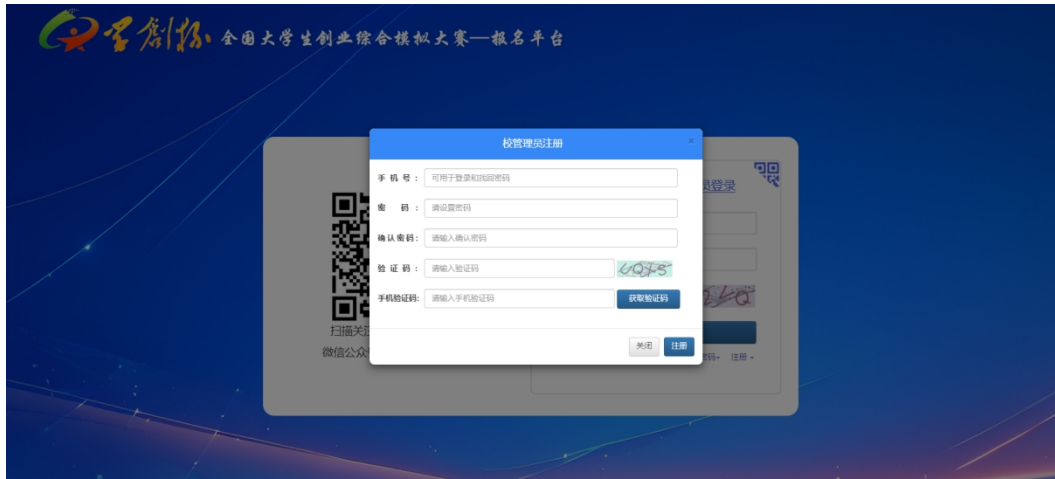 学创杯 全国大学生创业综合模拟大赛—报名平台
校管理员注册
×
手 机 号： 可用于登录和找回密码
密 码： 请设置密码
确认密码： 请输入确认密码
验 证 码： 请输入验证码
手机验证码: 请输入手机验证码 获取验证码
关闭 注册
员登录
扫描关注
微信公众
密码 注册